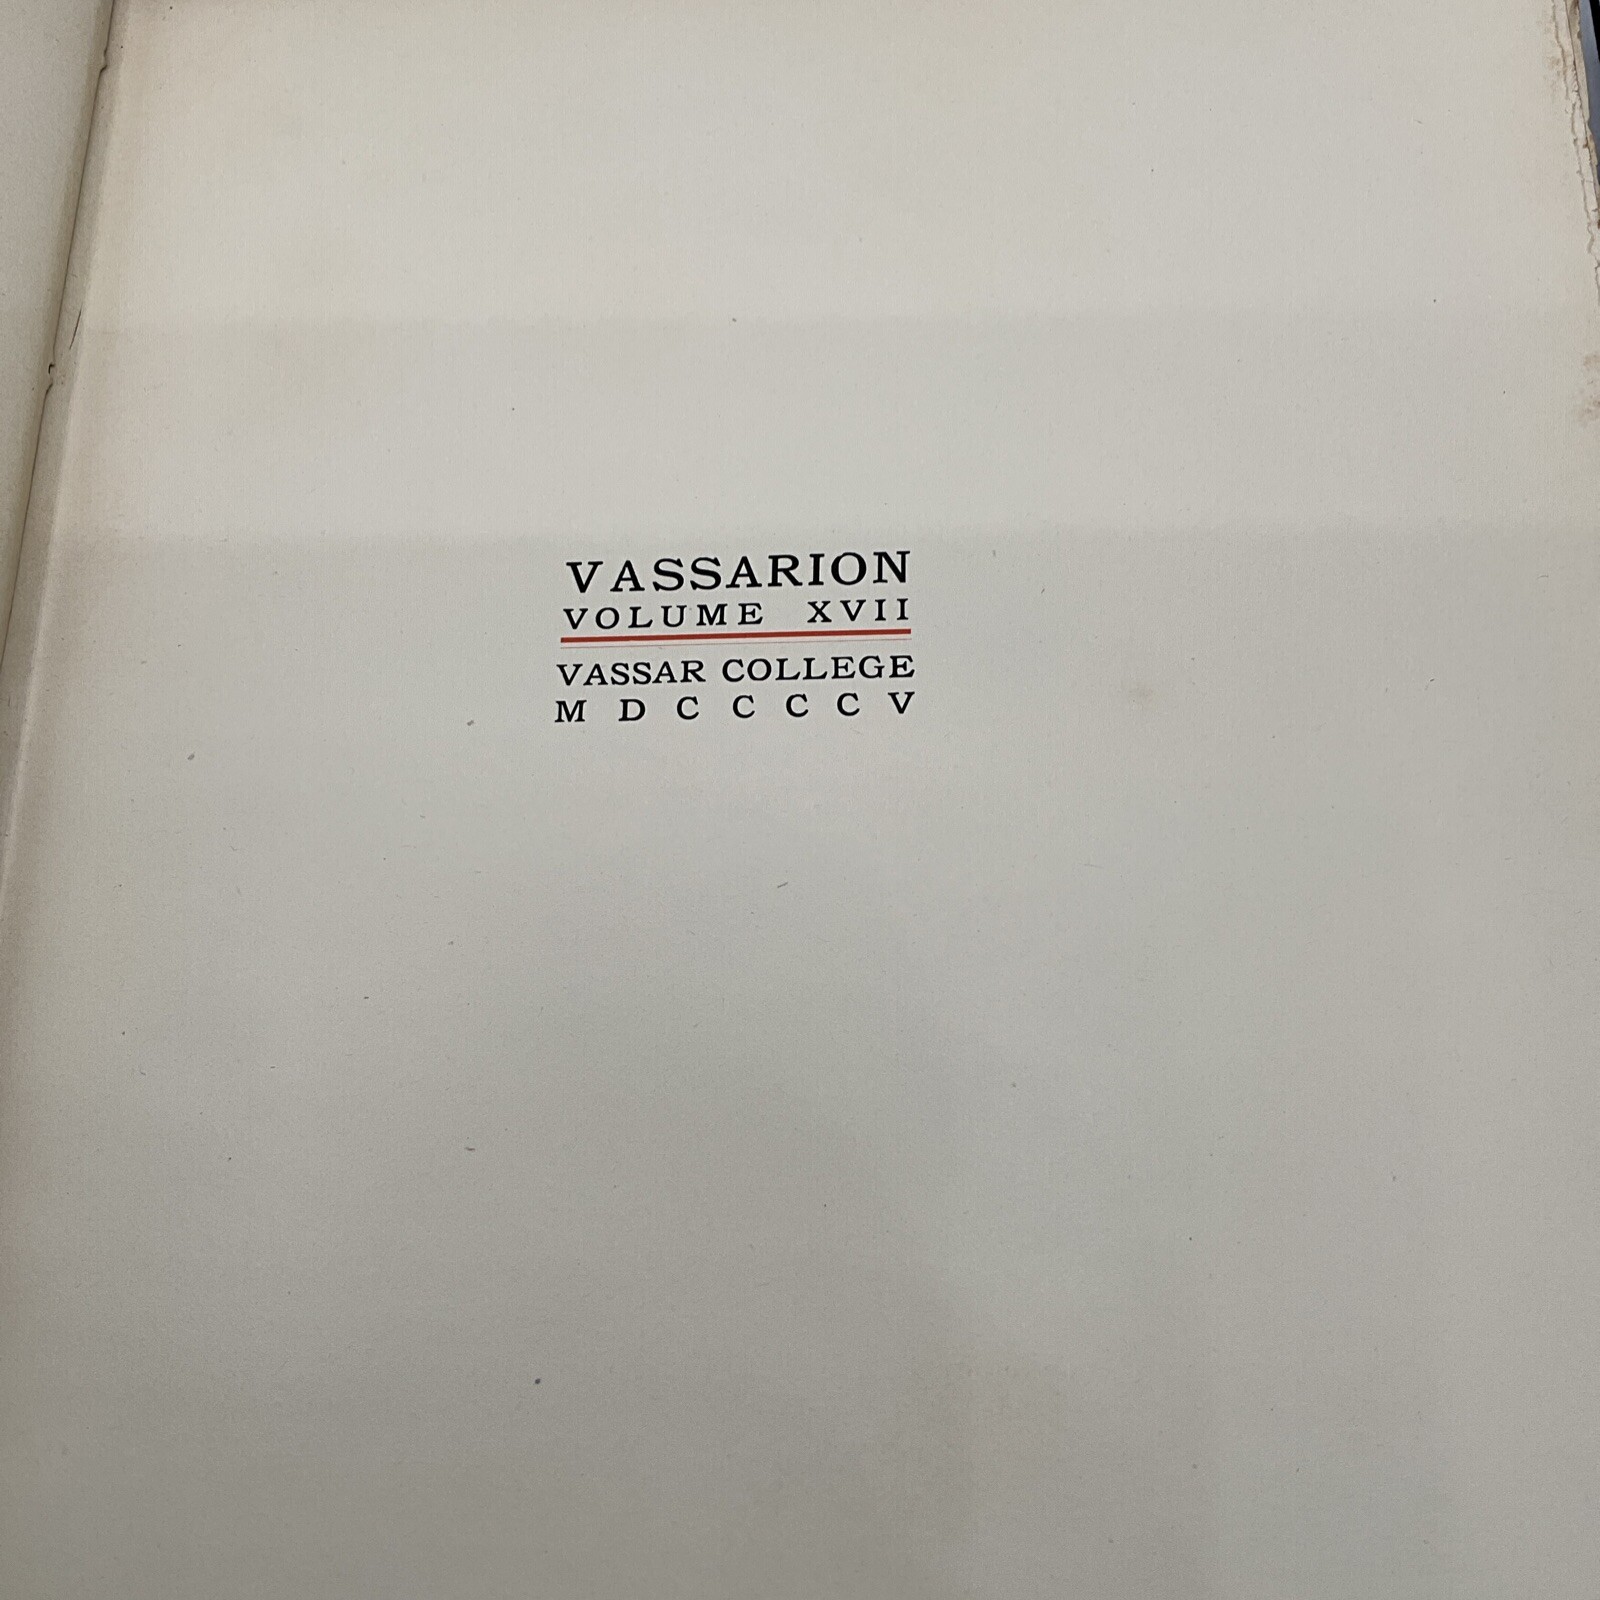 VASSARION
VOLUME XVII
VASSAR COLLEGE
M D C C C C V